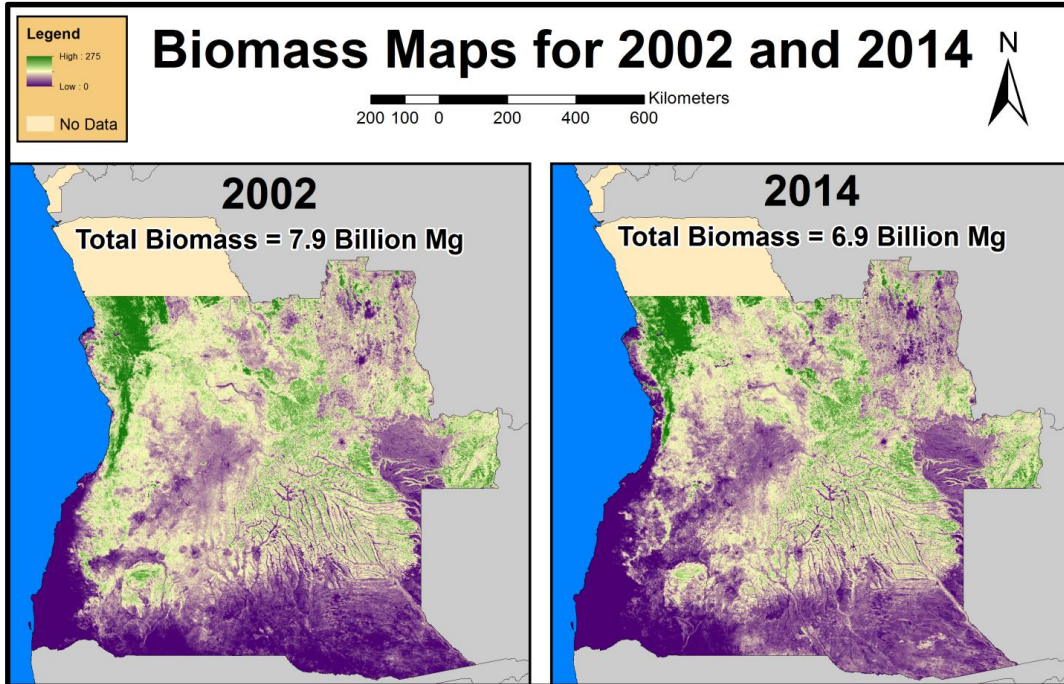 Legend
High : 275
Low : 0
No Data
Biomass Maps for 2002 and 2014
Kilometers
200 100 0 200 400 600
N
2002
Total Biomass = 7.9 Billion Mg
2014
Total Biomass = 6.9 Billion Mg